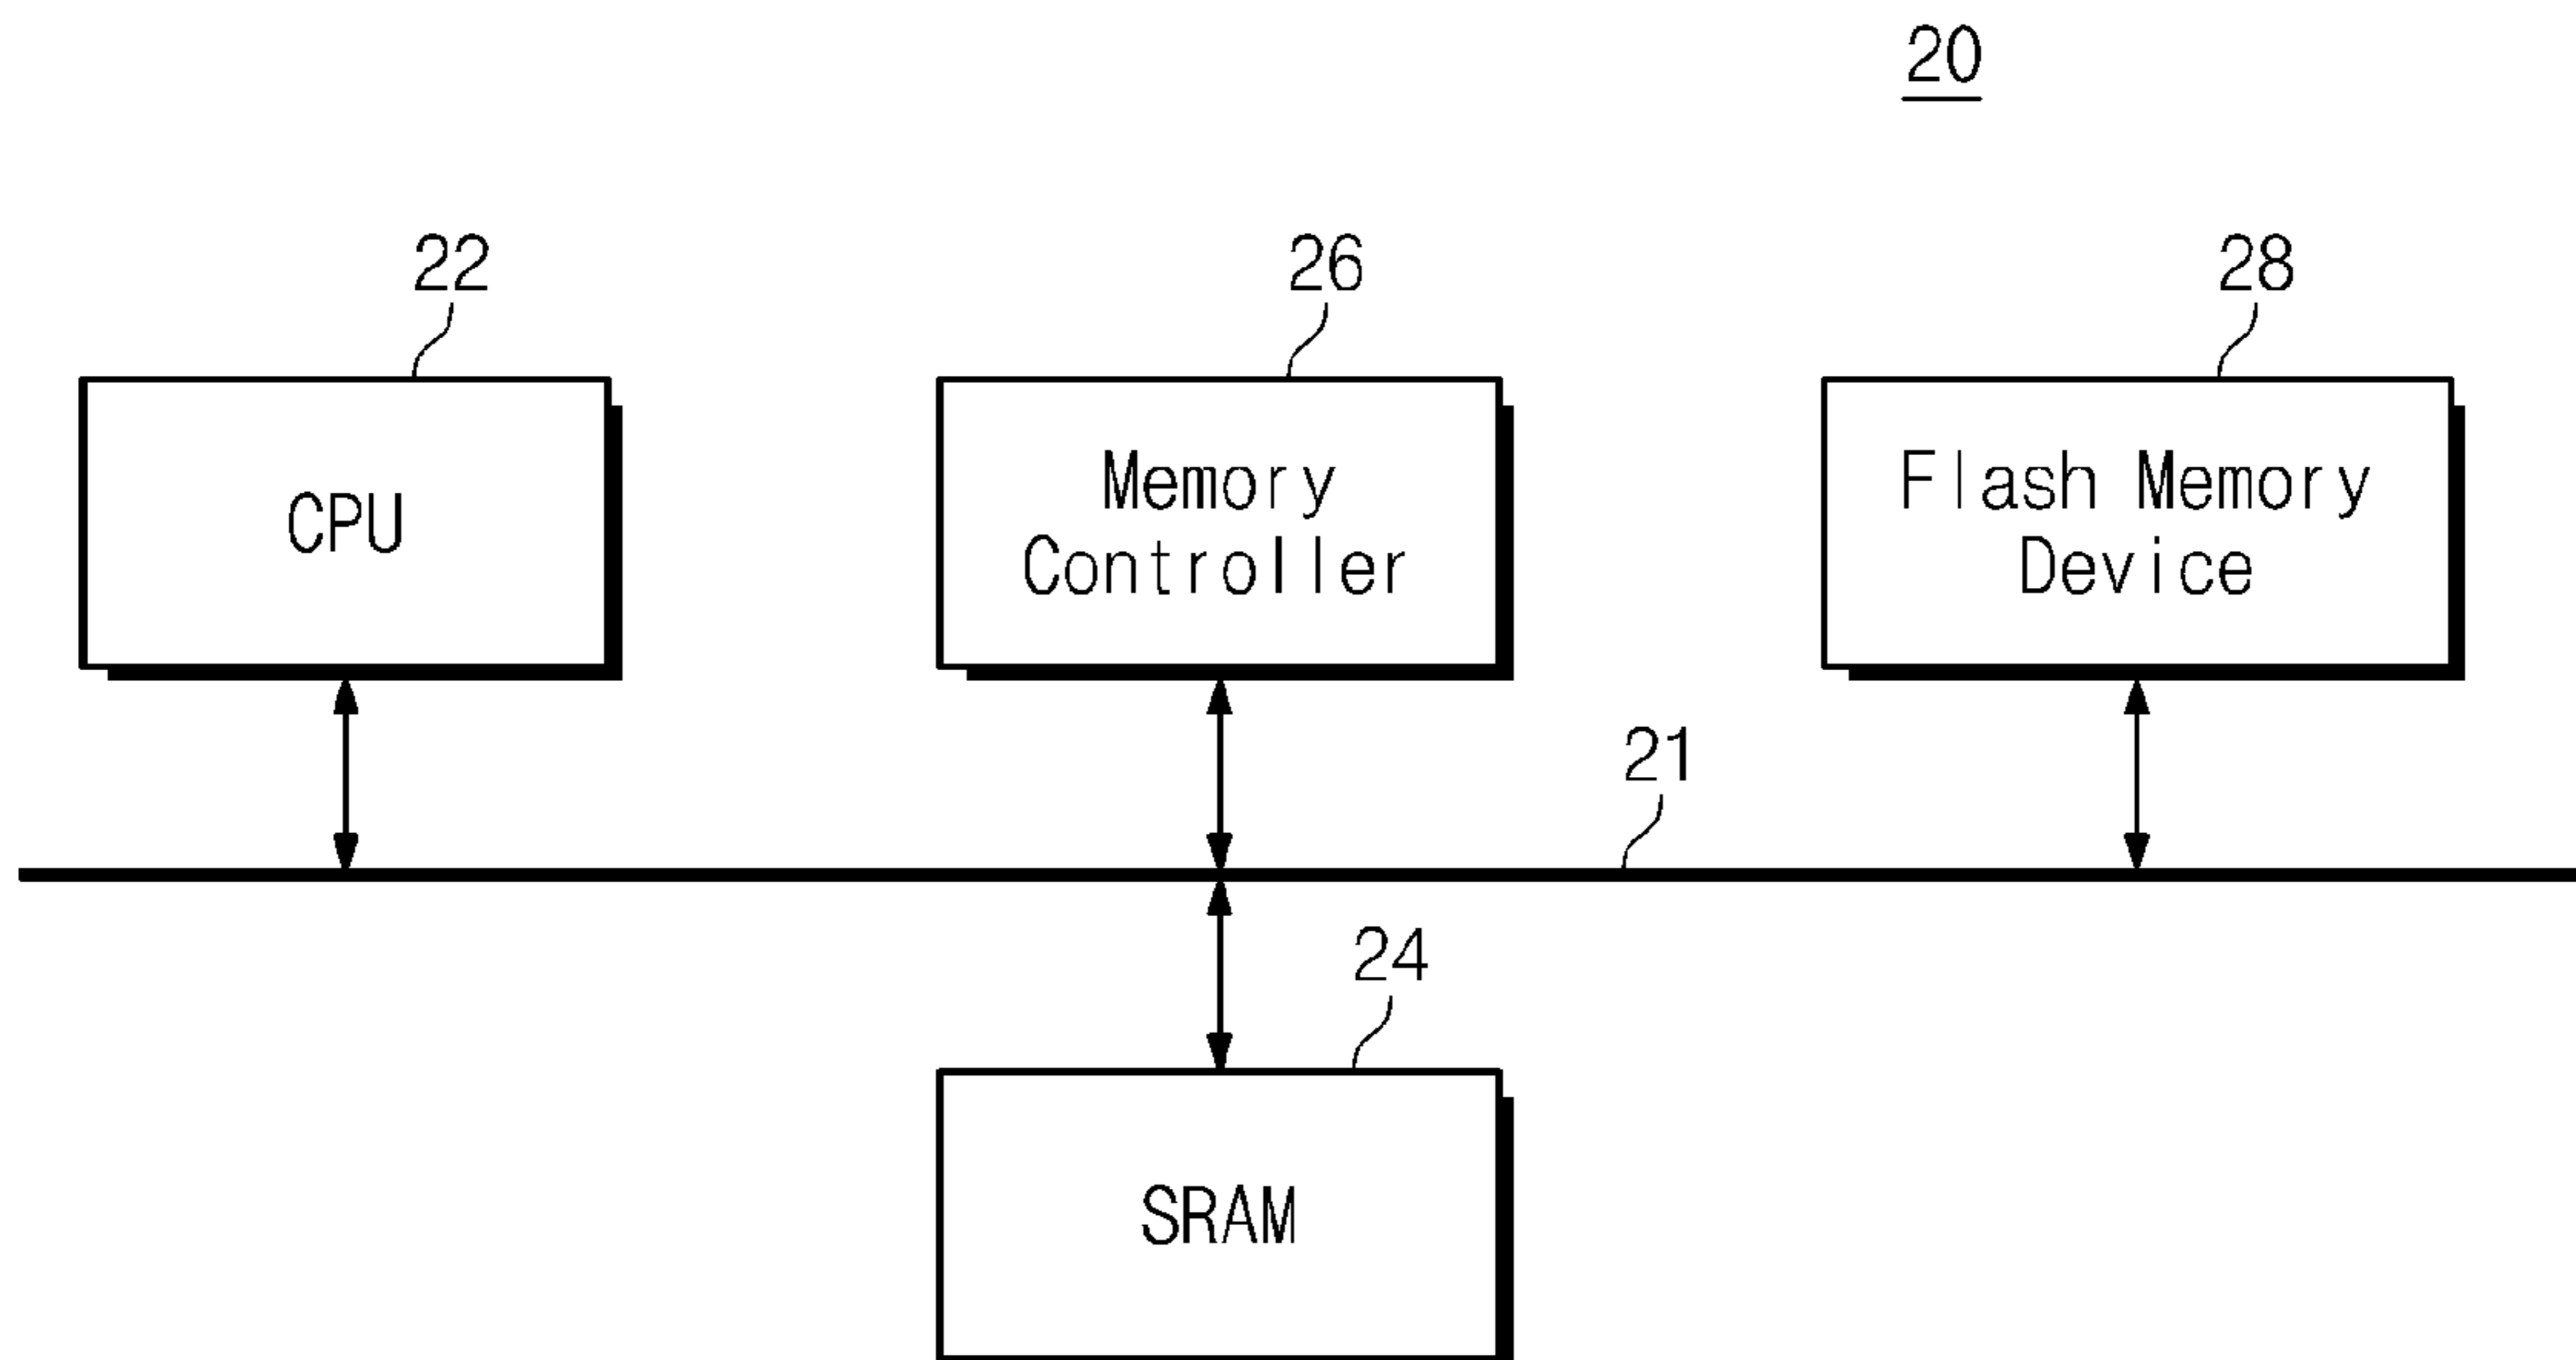 20
22
26
28
CPU
Memory
Controller
Flash Memory
Device
21
24
SRAM